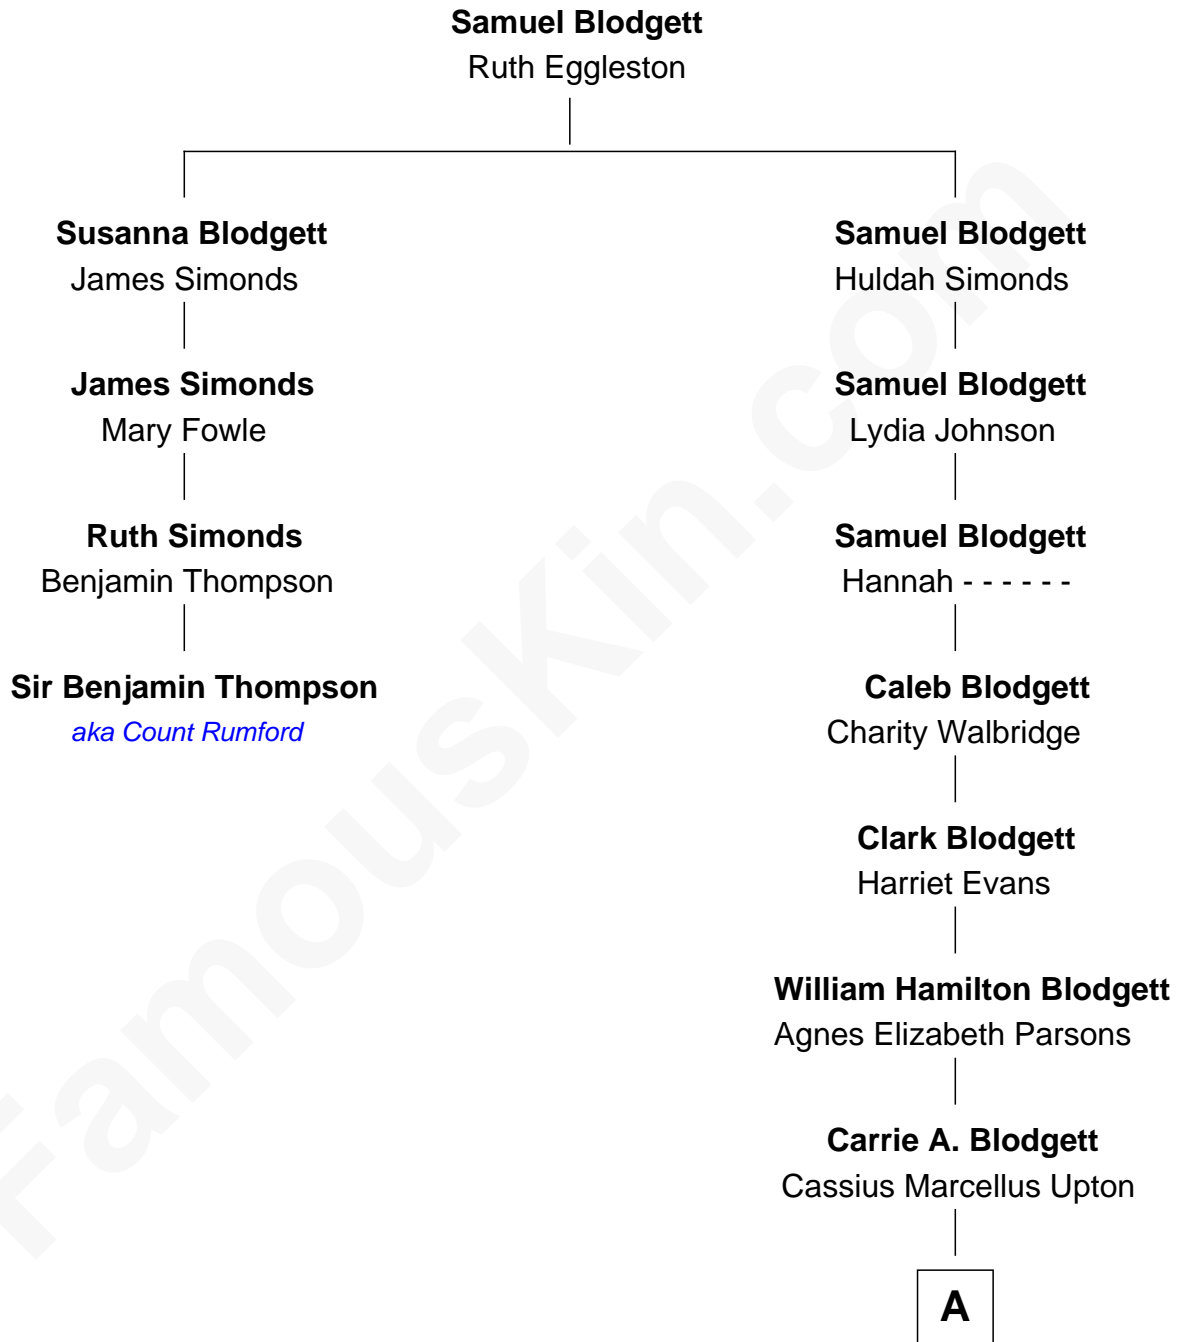 Samuel Blodgett
Ruth Eggleston
Susanna Blodgett
James Simonds
James Simonds
Mary Fowle
Ruth Simonds
Benjamin Thompson
Sir Benjamin Thompson
aka Count Rumford
Samuel Blodgett
Huldah Simonds
Samuel Blodgett
Lydia Johnson
Samuel Blodgett
Hannah - - - - - -
Caleb Blodgett
Charity Walbridge
Clark Blodgett
Harriet Evans
William Hamilton Blodgett
Agnes Elizabeth Parsons
Carrie A. Blodgett
Cassius Marcellus Upton
A
FamousKin.com